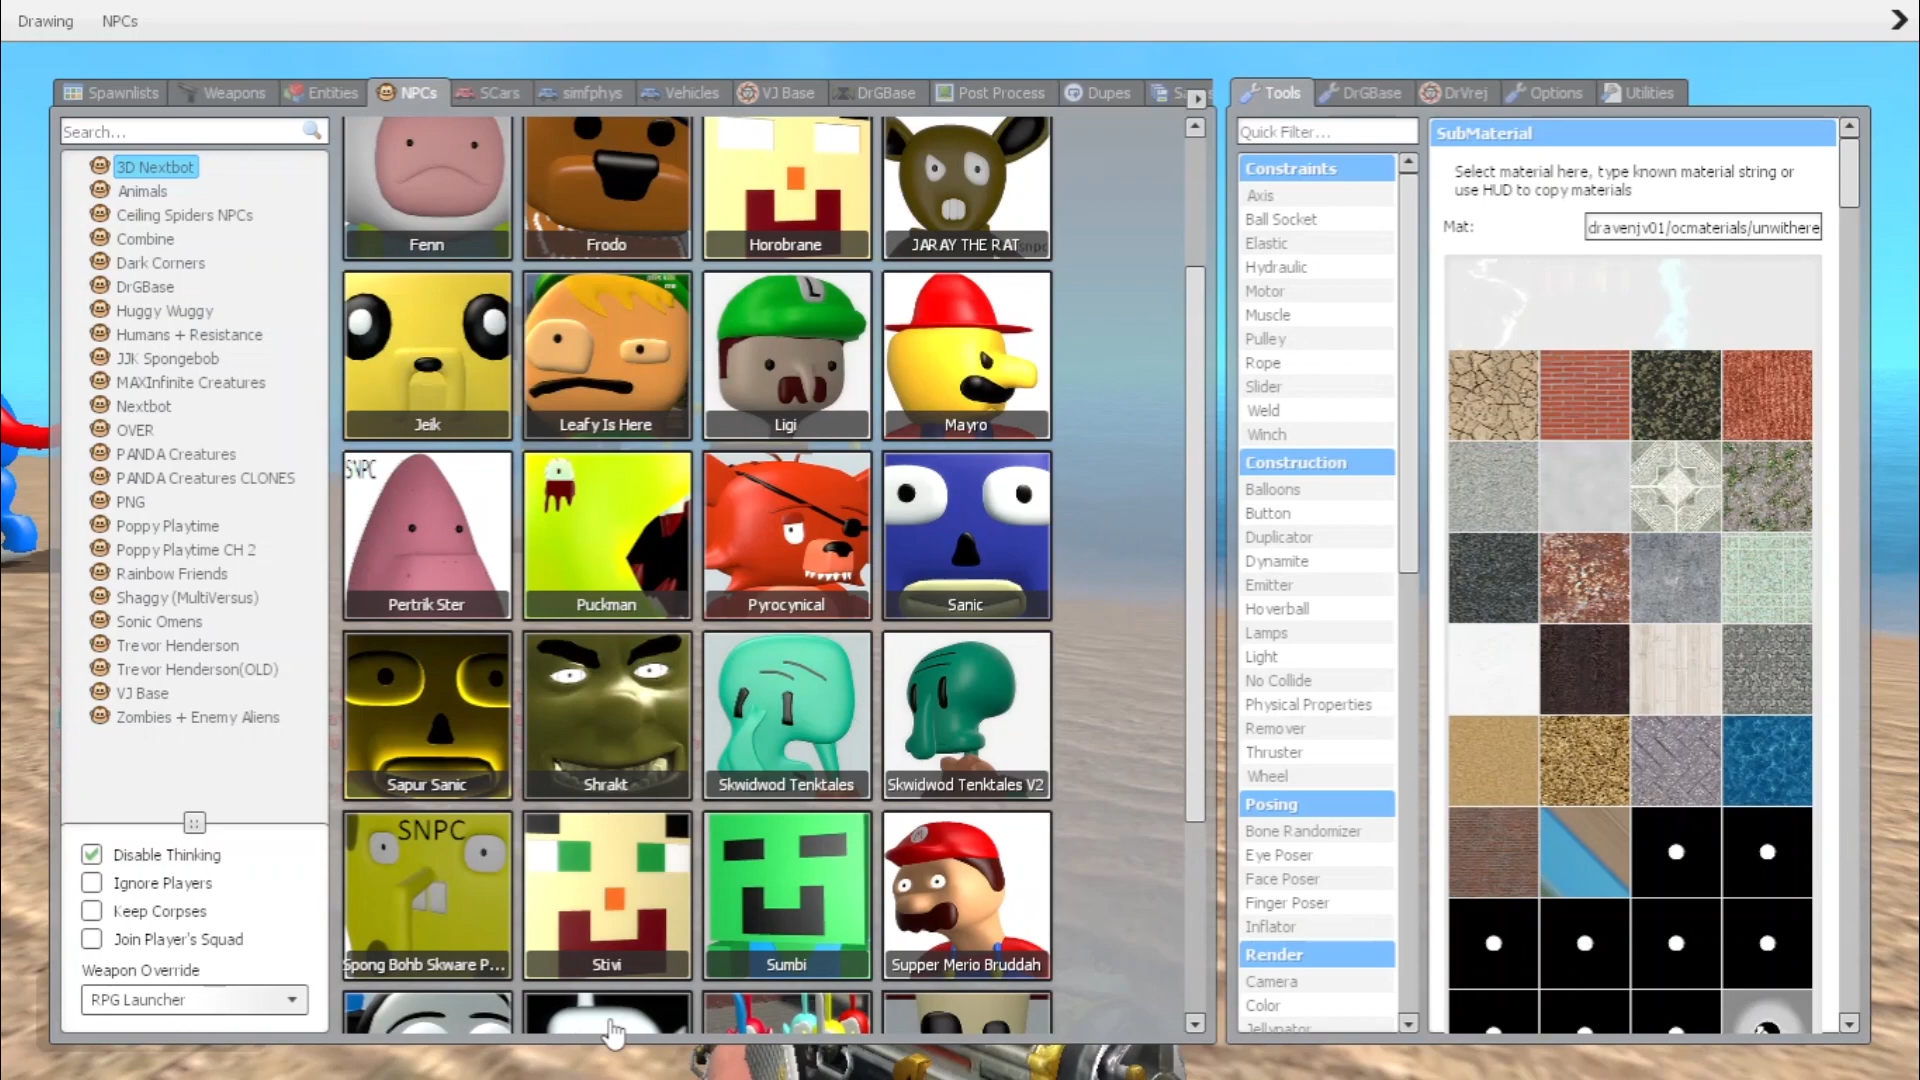 Drawing NPCs
Spawnlists Weapons Entities NPCs SCars simfphys Vehicles VJ Base DrGBase Post Process Dupes
Tools DrGBase DrVrej Options Utilities
Search...
3D Nextbot
Animals
Ceiling Spiders NPCs
Combine
Dark Corners
DrGBase
Huggy Wuggy
Humans + Resistance
JJK Spongebob
MAXInfinite Creatures
Nextbot
OVER
PANDA Creatures
PANDA Creatures CLONES
PNG
Poppy Playtime
Poppy Playtime CH 2
Rainbow Friends
Shaggy (MultiVersus)
Sonic Omens
Trevor Henderson
Trevor Henderson(OLD)
VJ Base
Zombies + Enemy Aliens
Disable Thinking
Ignore Players
Keep Corpses
Join Player's Squad
Weapon Override
RPG Launcher
Fenn Frodo Horobrane JARAY THE RAT
L
Jeik Leafy Is Here Ligi Mayro
SNPC
Pertrik Ster Puckman Pyrocynical Sanic
Sapur Sanic Shrakt Skwidwod Tenktales Skwidwod Tenktales V2
SNPC
Spong Bohb Skware P... Stivi Sumbi Supper Merio Bruddah
Quick Filter...
Constraints
Axis
Ball Socket
Elastic
Hydraulic
Motor
Muscle
Pulley
Rope
Slider
Weld
Winch
Construction
Balloons
Button
Duplicator
Dynamite
Emitter
Hoverball
Lamps
Light
No Collide
Physical Properties
Remover
Thruster
Wheel
Posing
Bone Randomizer
Eye Poser
Face Poser
Finger Poser
Inflator
Render
Camera
Color
SubMaterial
Select material here, type known material string or
use HUD to copy materials
Mat: dravenjv01/ocmaterials/unwithere